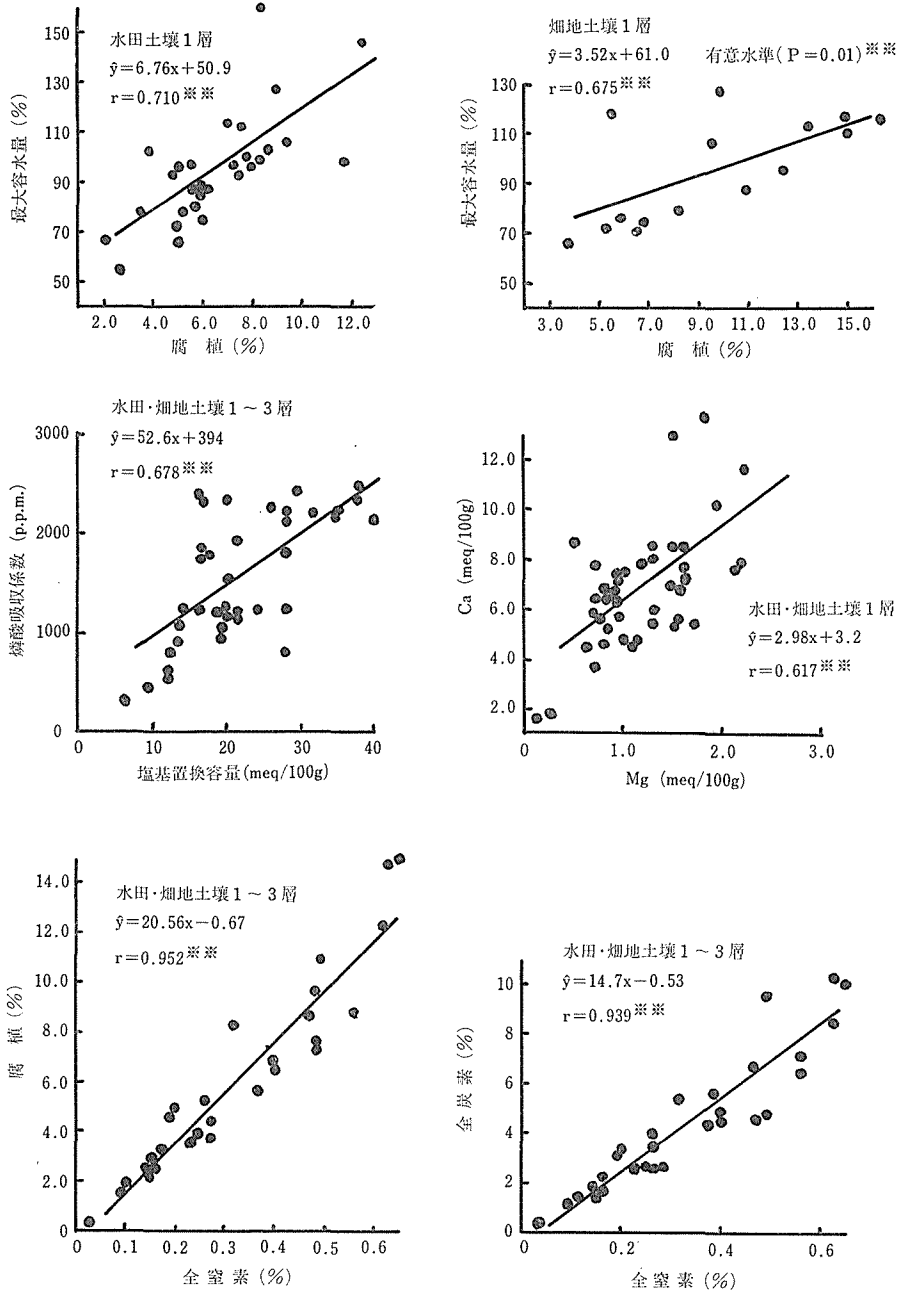 水田土壌1層
ŷ=6.76x+50.9
r=0.710※※
最大容水量 (%)
150
130
110
90
70
50
2.0 4.0 6.0 8.0 10.0 12.0
腐 植 (%)
畑地土壌1層
ŷ=3.52x+61.0 有意水準(P=0.01)※※
r=0.675※※
最大容水量 (%)
130
110
90
70
50
3.0 5.0 7.0 9.0 11.0 13.0 15.0
腐 植 (%)
水田·畑地土壌1~3層
ŷ=52.6x+394
r=0.678※※
燐酸吸収係数 (p.p.m.)
3000
2000
1000
0
0 10 20 30 40
塩基置換容量(meq/100g)
Ca (meq/100g)
12.0
10.0
8.0
6.0
4.0
2.0
水田·畑地土壌1層
ŷ=2.98x+3.2
r=0.617※※
0 1.0 2.0 3.0
Mg (meq/100g)
水田·畑地土壌1~3層
ŷ=20.56x−0.67
r=0.952※※
腐 植 (%)
14.0
12.0
10.0
8.0
6.0
4.0
2.0
0
0 0.1 0.2 0.3 0.4 0.5 0.6
全窒素 (%)
水田·畑地土壌1~3層
ŷ=14.7x−0.53
r=0.939※※
全炭素 (%)
10
8
6
4
2
0
0 0.2 0.4 0.6
全窒素 (%)